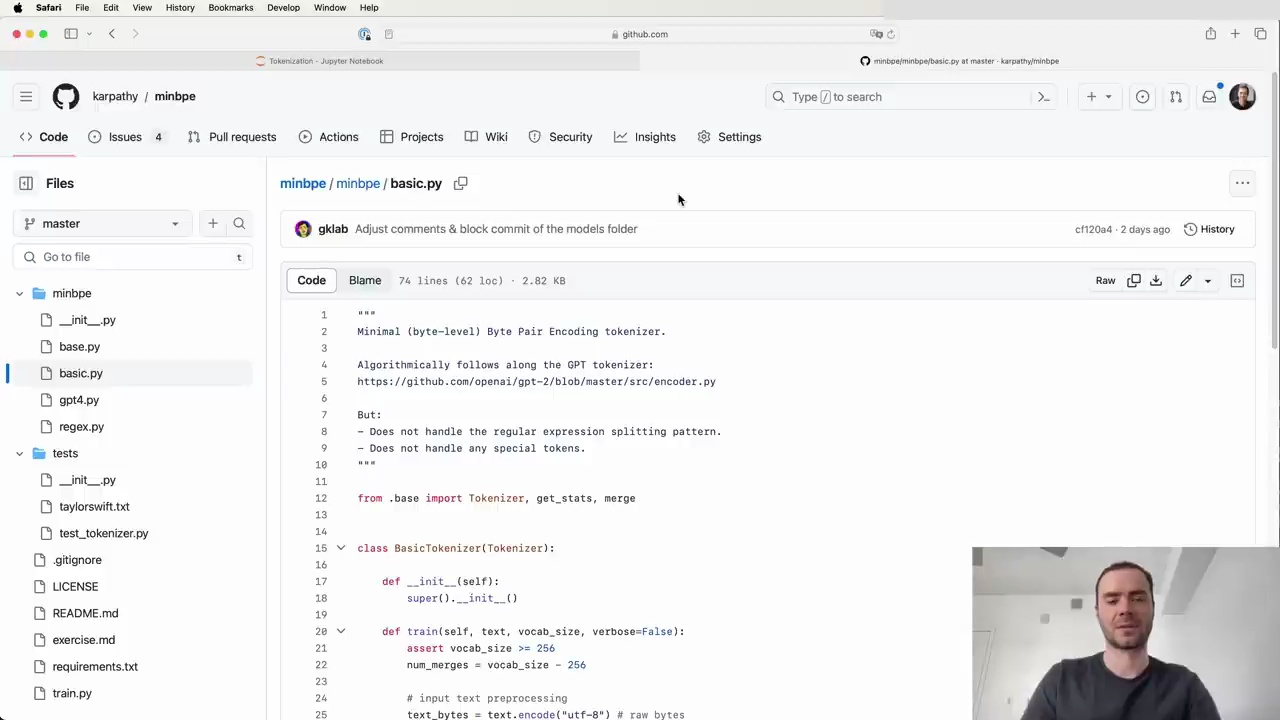 Safari File Edit View History Bookmarks Develop Window Help
github.com
Tokenization - Jupyter Notebook
minbpe/minbpe/basic.py at master · karpathy/minbpe
karpathy / minbpe
Type / to search
Code Issues 4 Pull requests Actions Projects Wiki Security Insights Settings
Files
minbpe / minbpe / basic.py
master
gklab Adjust comments & block commit of the models folder
cf120a4 · 2 days ago History
Go to file t
Code Blame 74 lines (62 loc) · 2.82 KB
Raw
minbpe
__init__.py
base.py
basic.py
gpt4.py
regex.py
tests
__init__.py
taylorswift.txt
test_tokenizer.py
.gitignore
LICENSE
README.md
exercise.md
requirements.txt
train.py
1 """
2 Minimal (byte-level) Byte Pair Encoding tokenizer.
3
4 Algorithmically follows along the GPT tokenizer:
5 https://github.com/openai/gpt-2/blob/master/src/encoder.py
6
7 But:
8 - Does not handle the regular expression splitting pattern.
9 - Does not handle any special tokens.
10 """
11
12 from .base import Tokenizer, get_stats, merge
13
14
15 class BasicTokenizer(Tokenizer):
16
17 def __init__(self):
18 super().__init__()
19
20 def train(self, text, vocab_size, verbose=False):
21 assert vocab_size >= 256
22 num_merges = vocab_size - 256
23
24 # input text preprocessing
25 text_bytes = text.encode("utf-8") # raw bytes